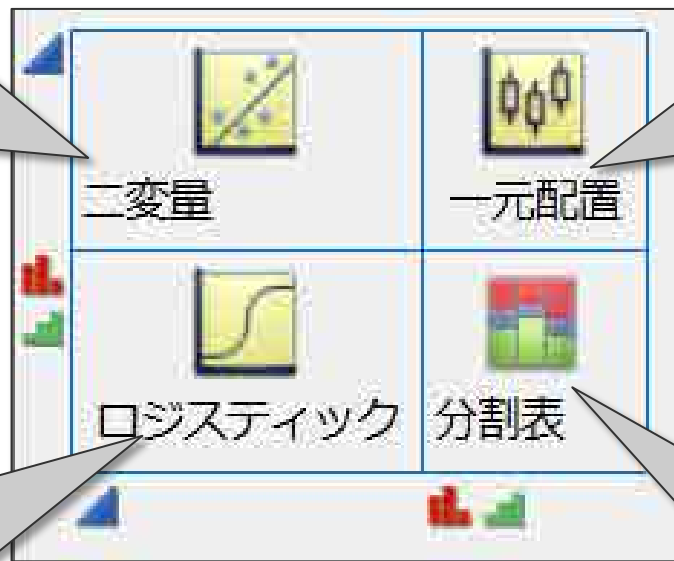 二変量
一元配置
ロジスティック
分割表